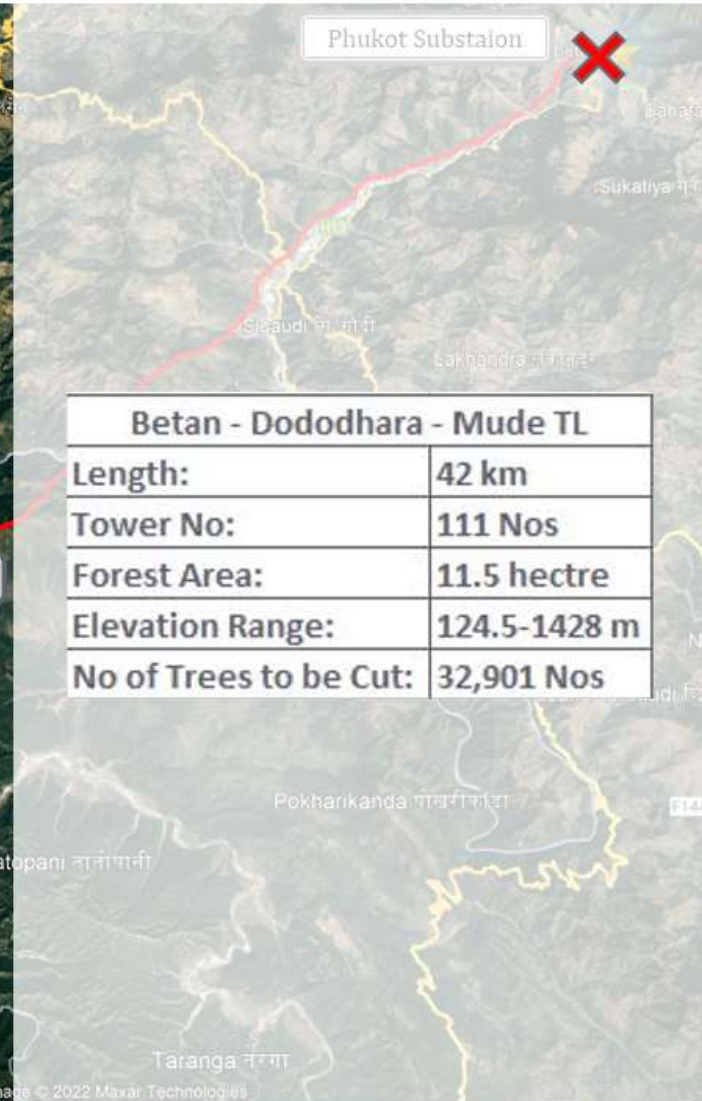 Phukot Substaion
Sukatiya
Lakhandra
Betan - Dododhara - Mude TL
Length: 42 km
Tower No: 111 Nos
Forest Area: 11.5 hectre
Elevation Range: 124.5-1428 m
No of Trees to be Cut: 32,901 Nos
Pokharikanda पोखरीकाँडा
F14
atopani तातोपानी
Taranga तरंगा
mage © 2022 Maxar Technologies